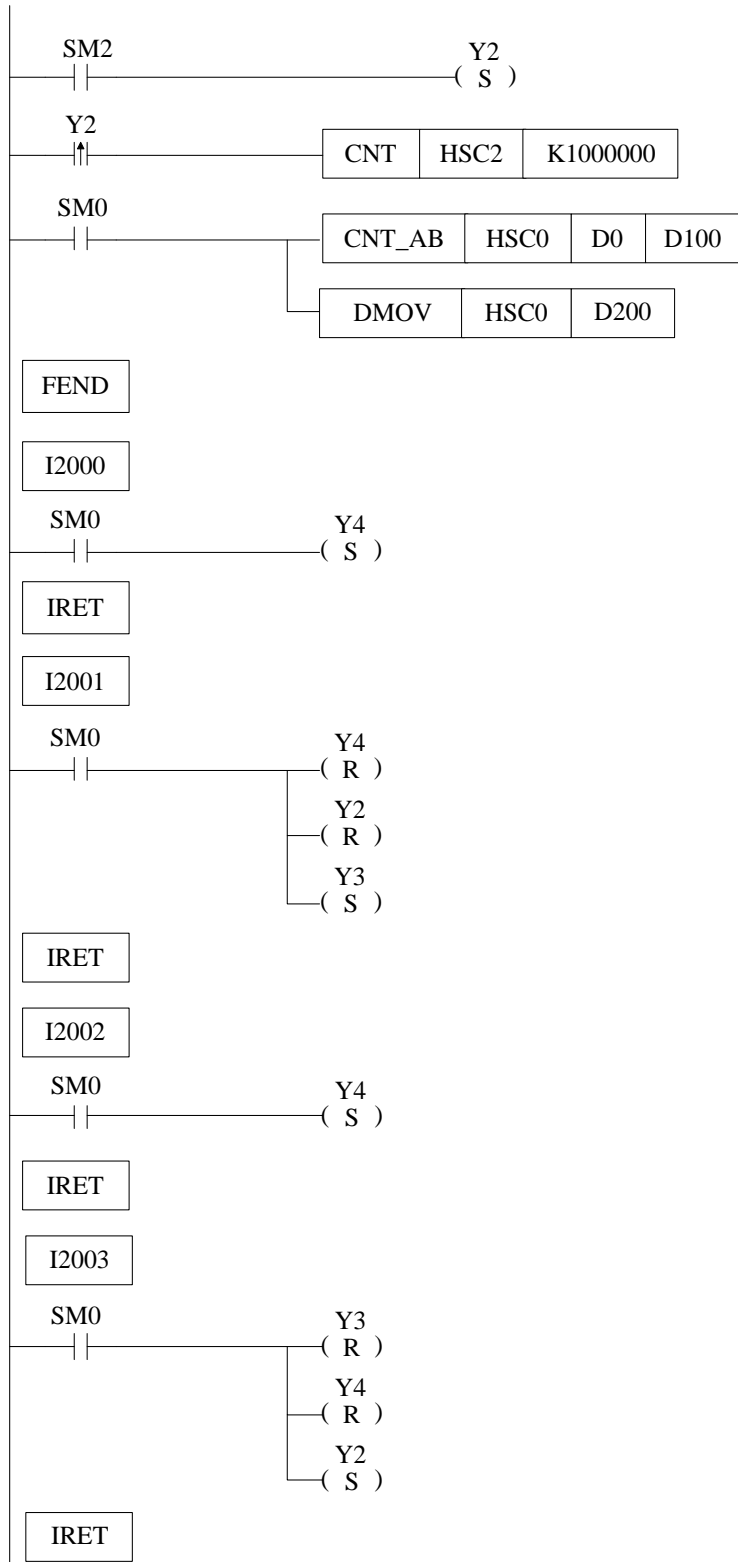 SM2 Y2
( S )
Y2
CNT HSC2 K1000000
SM0
CNT_AB HSC0 D0 D100
DMOV HSC0 D200
FEND
I2000
SM0 Y4
( S )
IRET
I2001
SM0 Y4
( R )
Y2
( R )
Y3
( S )
IRET
I2002
SM0 Y4
( S )
IRET
I2003
SM0 Y3
( R )
Y4
( R )
Y2
( S )
IRET